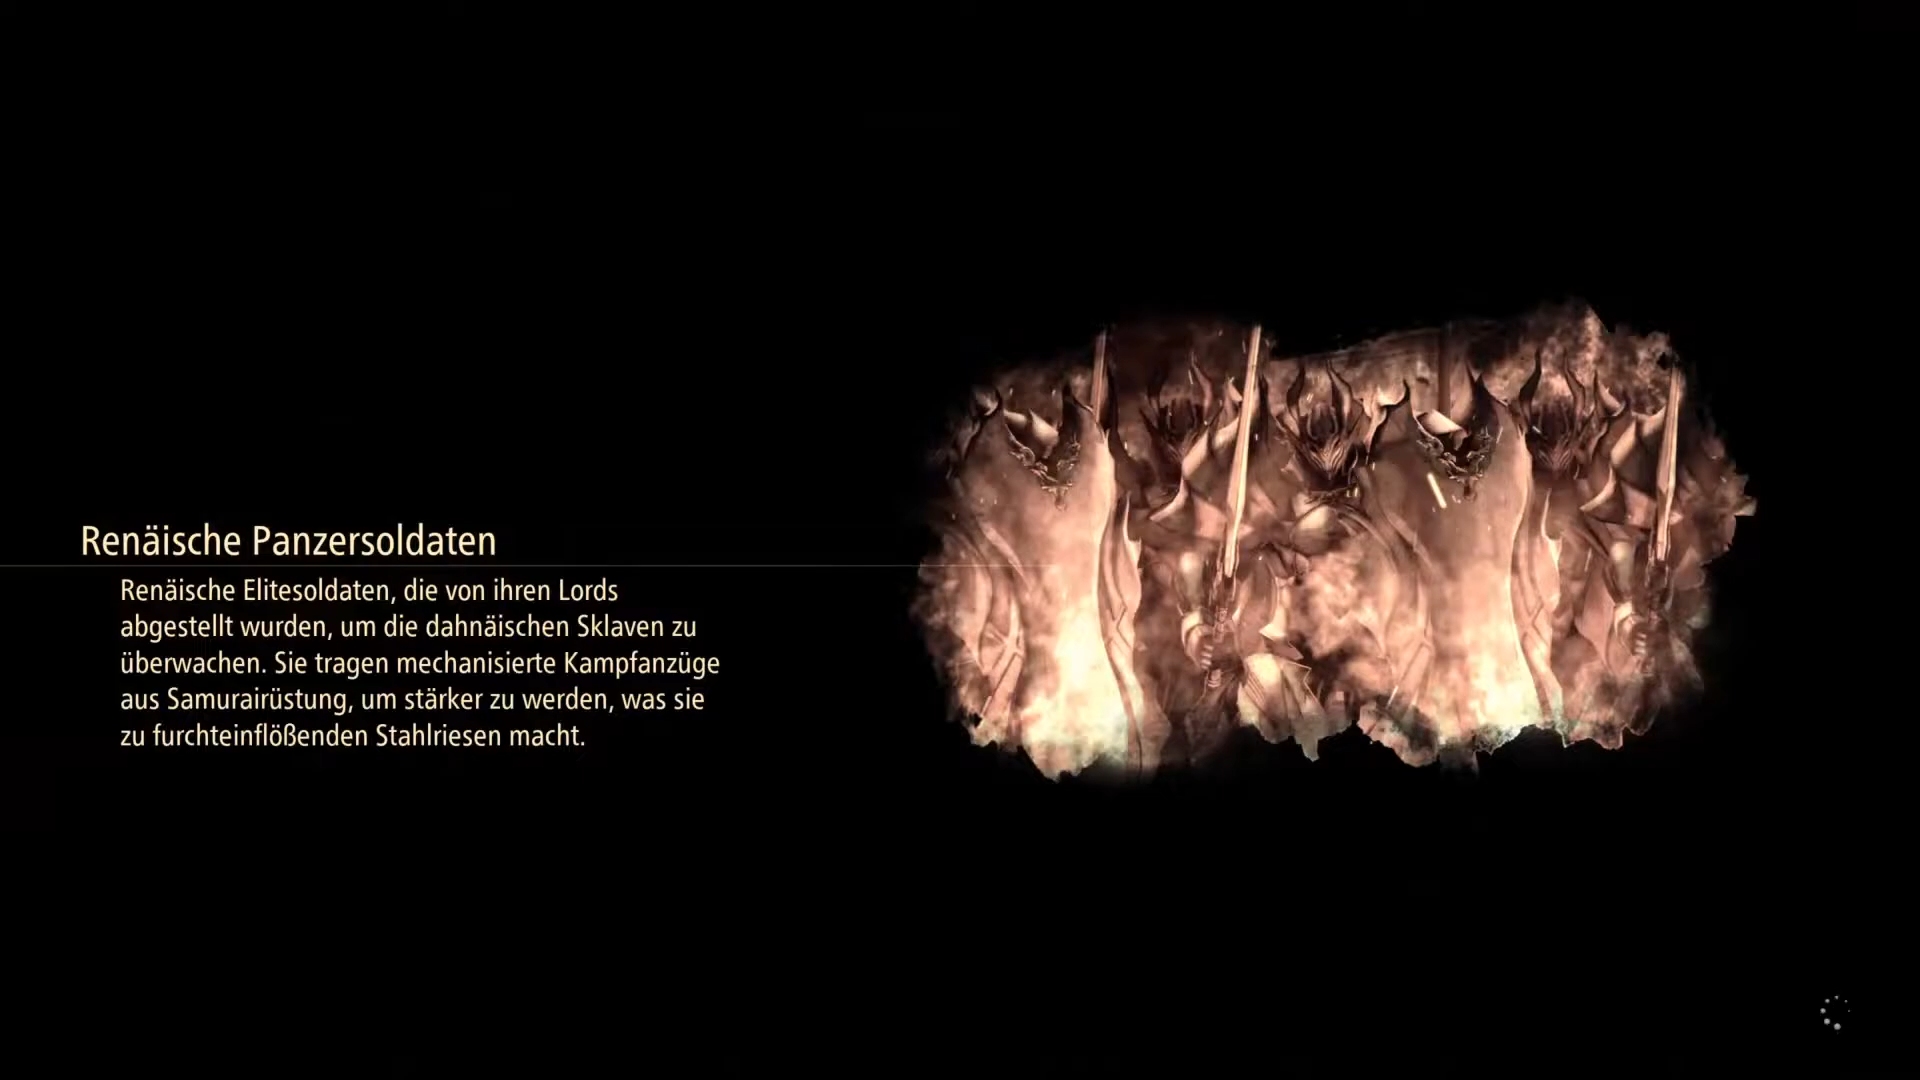 Renäische Panzersoldaten
Renäische Elitesoldaten, die von ihren Lords
abgestellt wurden, um die dahnäischen Sklaven zu
überwachen. Sie tragen mechanisierte Kampfanzüge
aus Samurairüstung, um stärker zu werden, was sie
zu furchteinflößenden Stahlriesen macht.